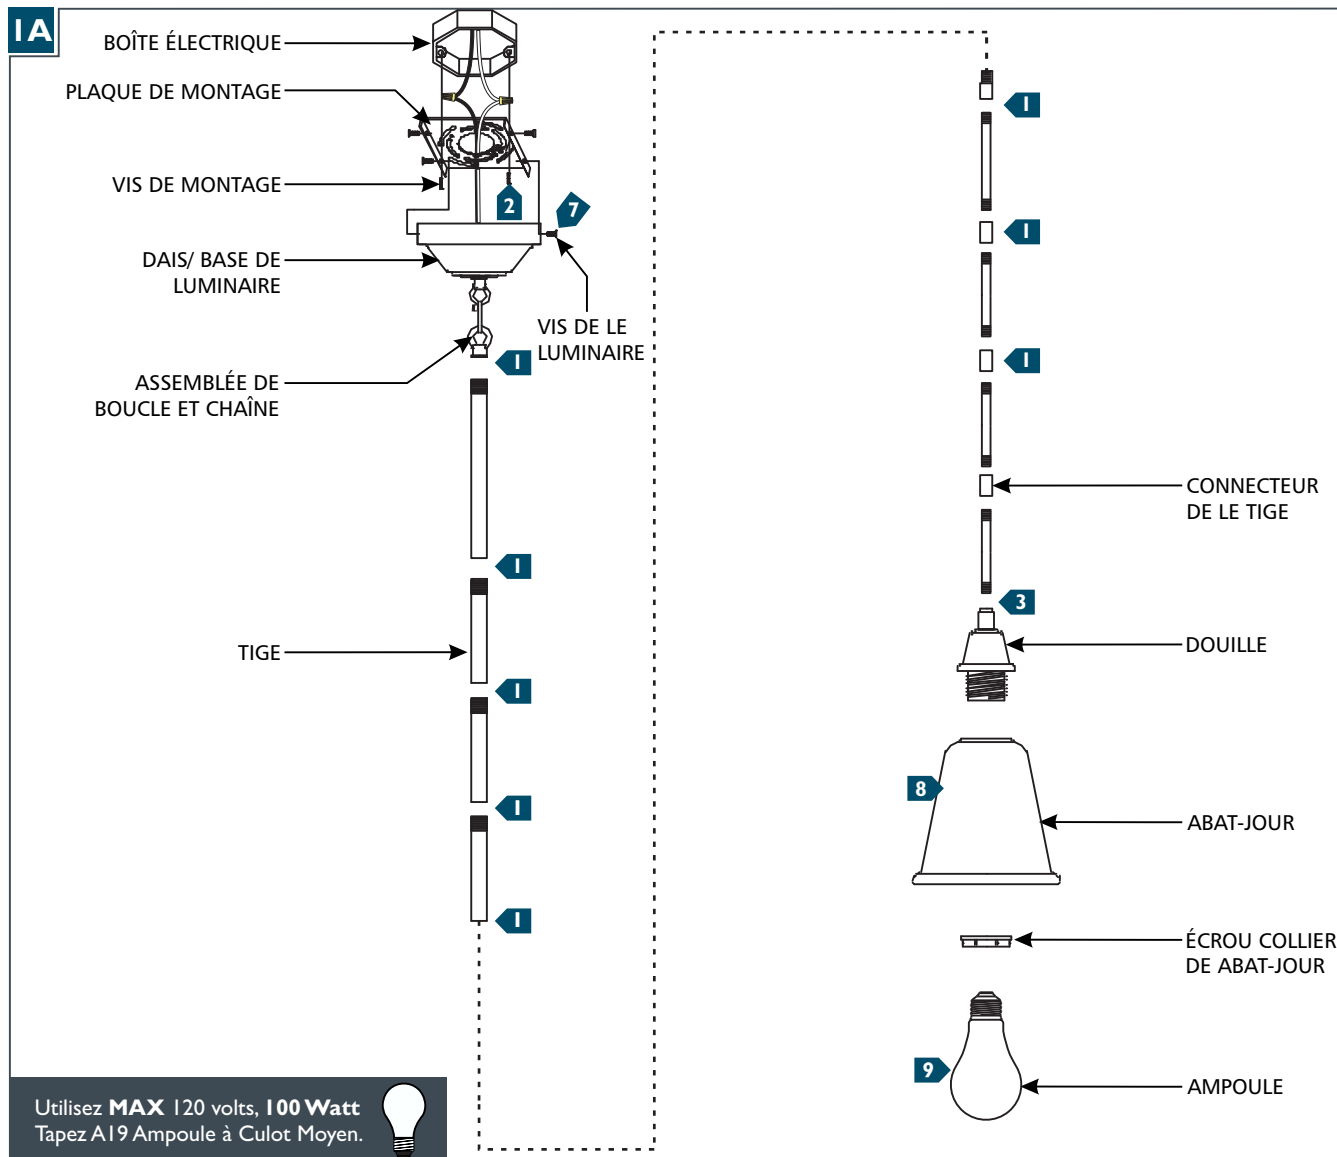 1A
BOÎTE ÉLECTRIQUE
PLAQUE DE MONTAGE
VIS DE MONTAGE
2
7
DAIS/ BASE DE
LUMINAIRE
VIS DE LE
LUMINAIRE
1
ASSEMBLÉE DE
BOUCLE ET CHAÎNE
1
TIGE
1
1
1
1
1
1
CONNECTEUR
DE LE TIGE
3
DOUILLE
8
ABAT-JOUR
ÉCROU COLLIER
DE ABAT-JOUR
9
AMPOULE
Utilisez MAX 120 volts, 100 Watt
Tapez A19 Ampoule à Culot Moyen.